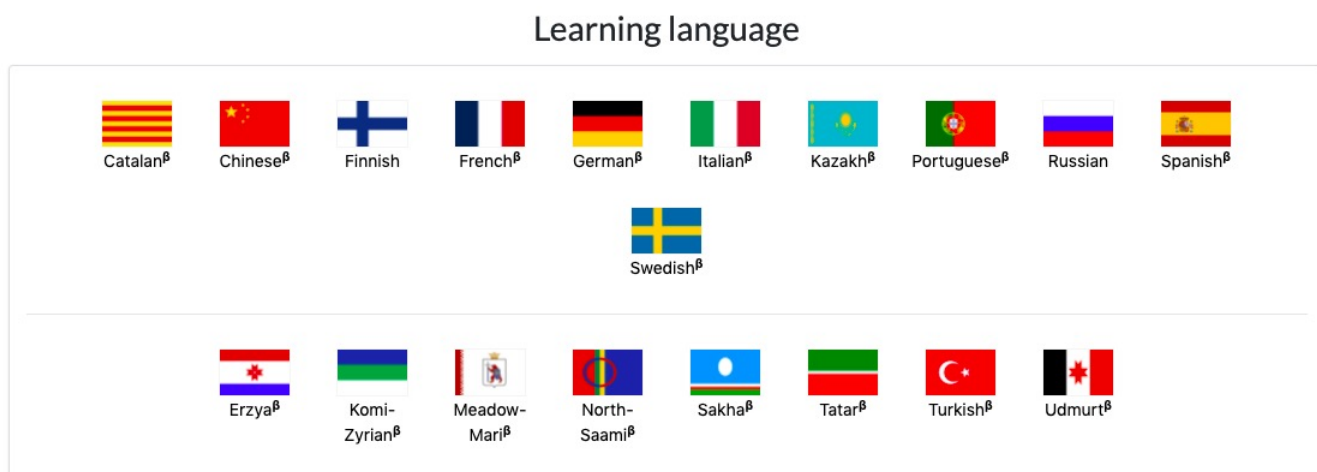 Learning language
Catalanᵝ Chineseᵝ Finnish Frenchᵝ Germanᵝ Italianᵝ Kazakhᵝ Portugueseᵝ Russian Spanishᵝ
Swedishᵝ
Erzyaᵝ Komi- Meadow- North- Sakhaᵝ Tatarᵝ Turkishᵝ Udmurtᵝ
Zyrianᵝ Mariᵝ Saamiᵝ